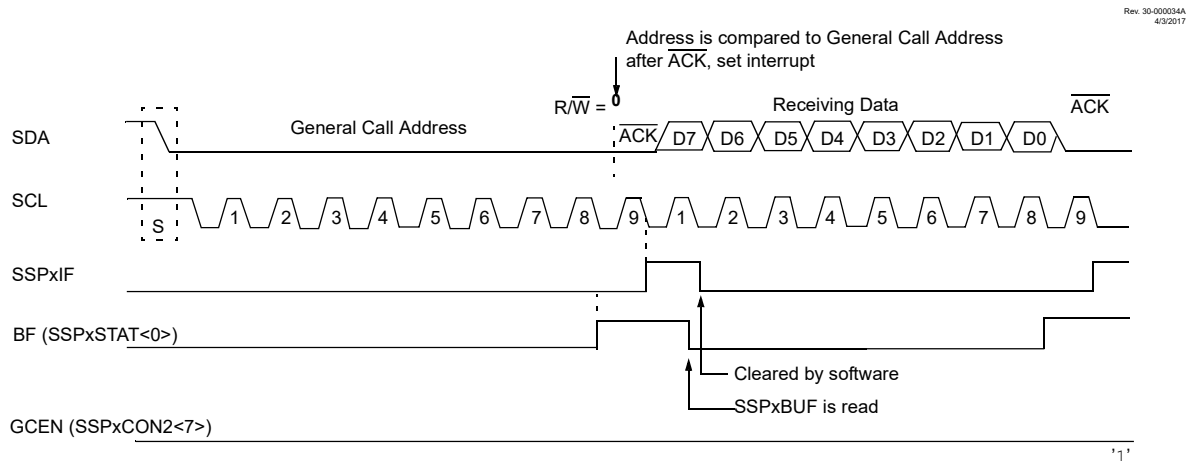 Rev. 30-000034A
4/3/2017
Address is compared to General Call Address
after ACK, set interrupt
R/W = 0
Receiving Data
ACK
SDA
General Call Address
ACK D7 D6 D5 D4 D3 D2 D1 D0
SCL
S
1 2 3 4 5 6 7 8 9 1 2 3 4 5 6 7 8 9
SSPxIF
BF (SSPxSTAT<0>)
Cleared by software
SSPxBUF is read
GCEN (SSPxCON2<7>)
'1'